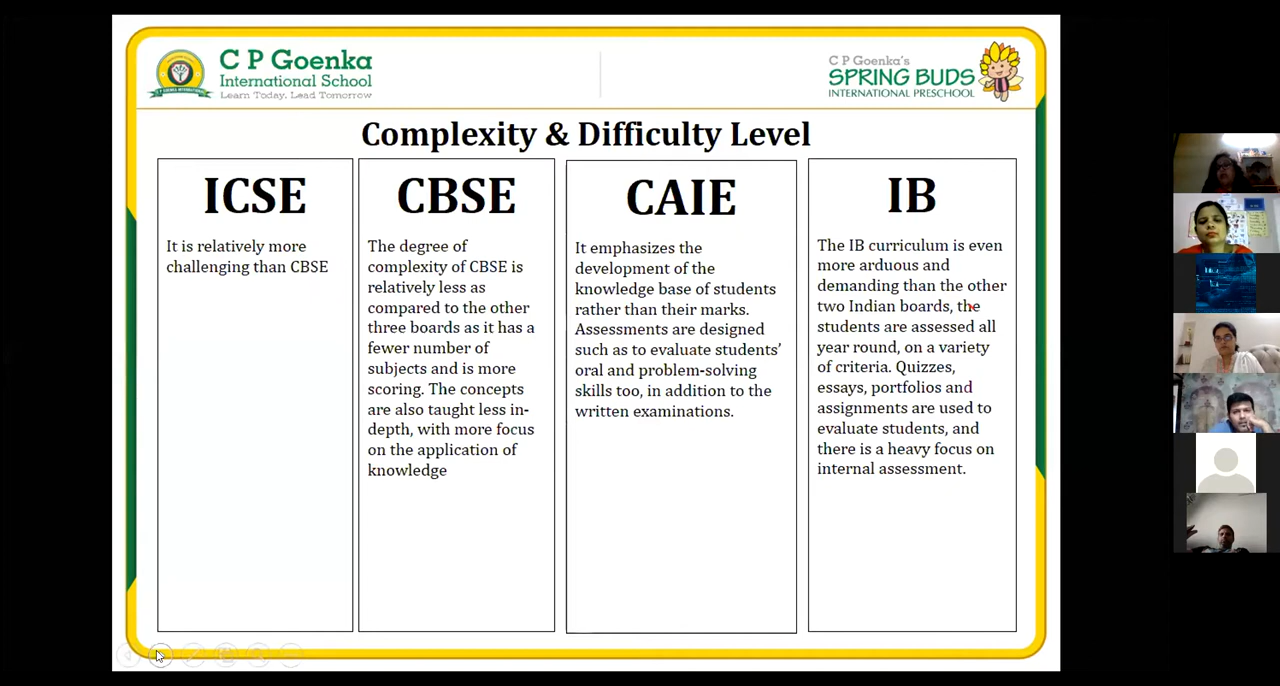 C P Goenka
International School
Learn Today, Lead Tomorrow
C P Goenka's
SPRING BUDS
INTERNATIONAL PRESCHOOL
Complexity & Difficulty Level
ICSE
It is relatively more
challenging than CBSE
CBSE
The degree of
complexity of CBSE is
relatively less as
compared to the other
three boards as it has a
fewer number of
subjects and is more
scoring. The concepts
are also taught less in-
depth, with more focus
on the application of
knowledge
CAIE
It emphasizes the
development of the
knowledge base of students
rather than their marks.
Assessments are designed
such as to evaluate students’
oral and problem-solving
skills too, in addition to the
written examinations.
IB
The IB curriculum is even
more arduous and
demanding than the other
two Indian boards, the
students are assessed all
year round, on a variety
of criteria. Quizzes,
essays, portfolios and
assignments are used to
evaluate students, and
there is a heavy focus on
internal assessment.